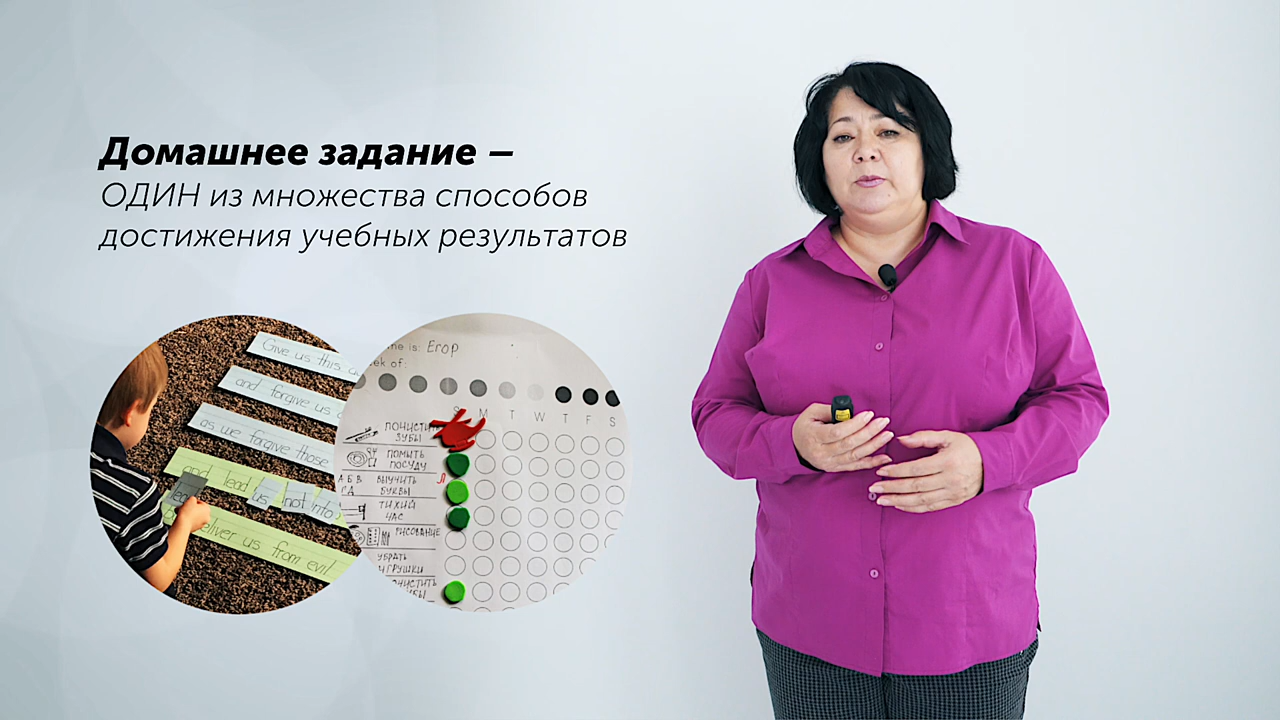 Домашнее задание –
ОДИН из множества способов
достижения учебных результатов
Give us this
and forgive us
as we forgive those
and lead us not into
deliver us from evil
is: Егор
of:
S M T W T F S
ПОЧИСТИТЬ
ЗУБЫ
ПОМЫТЬ
ПОСУДУ
А Б В
С Д
ВЫУЧИТЬ
БУКВЫ
Л
ТИХИЙ
ЧАС
РИСОВАНИЕ
УБРАТЬ
ИГРУШКИ